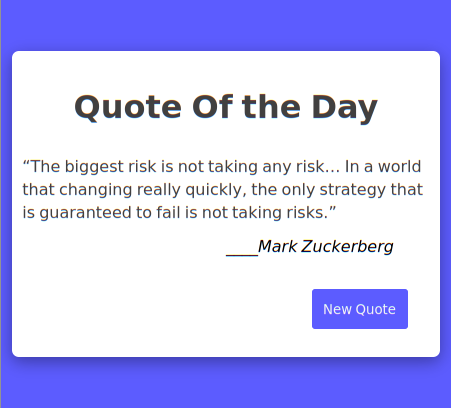 Quote Of the Day
“The biggest risk is not taking any risk… In a world
that changing really quickly, the only strategy that
is guaranteed to fail is not taking risks.”
____Mark Zuckerberg
New Quote